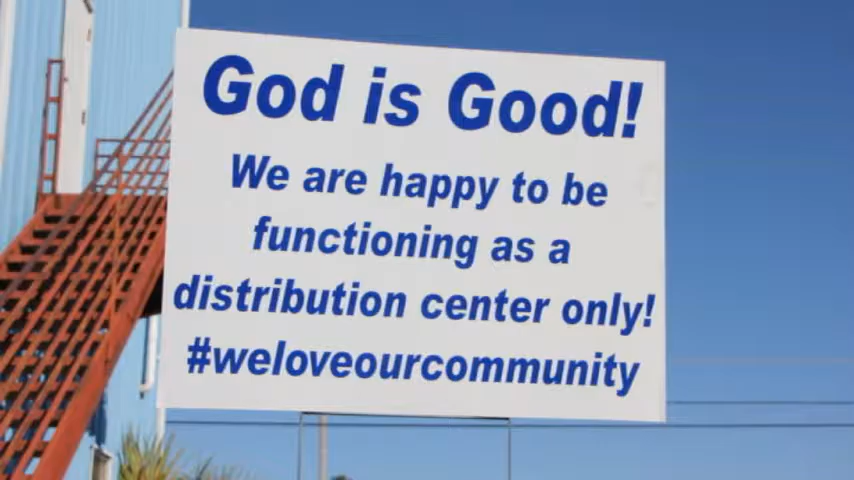 God is Good!
We are happy to be
functioning as a
distribution center only!
#weloveourcommunity